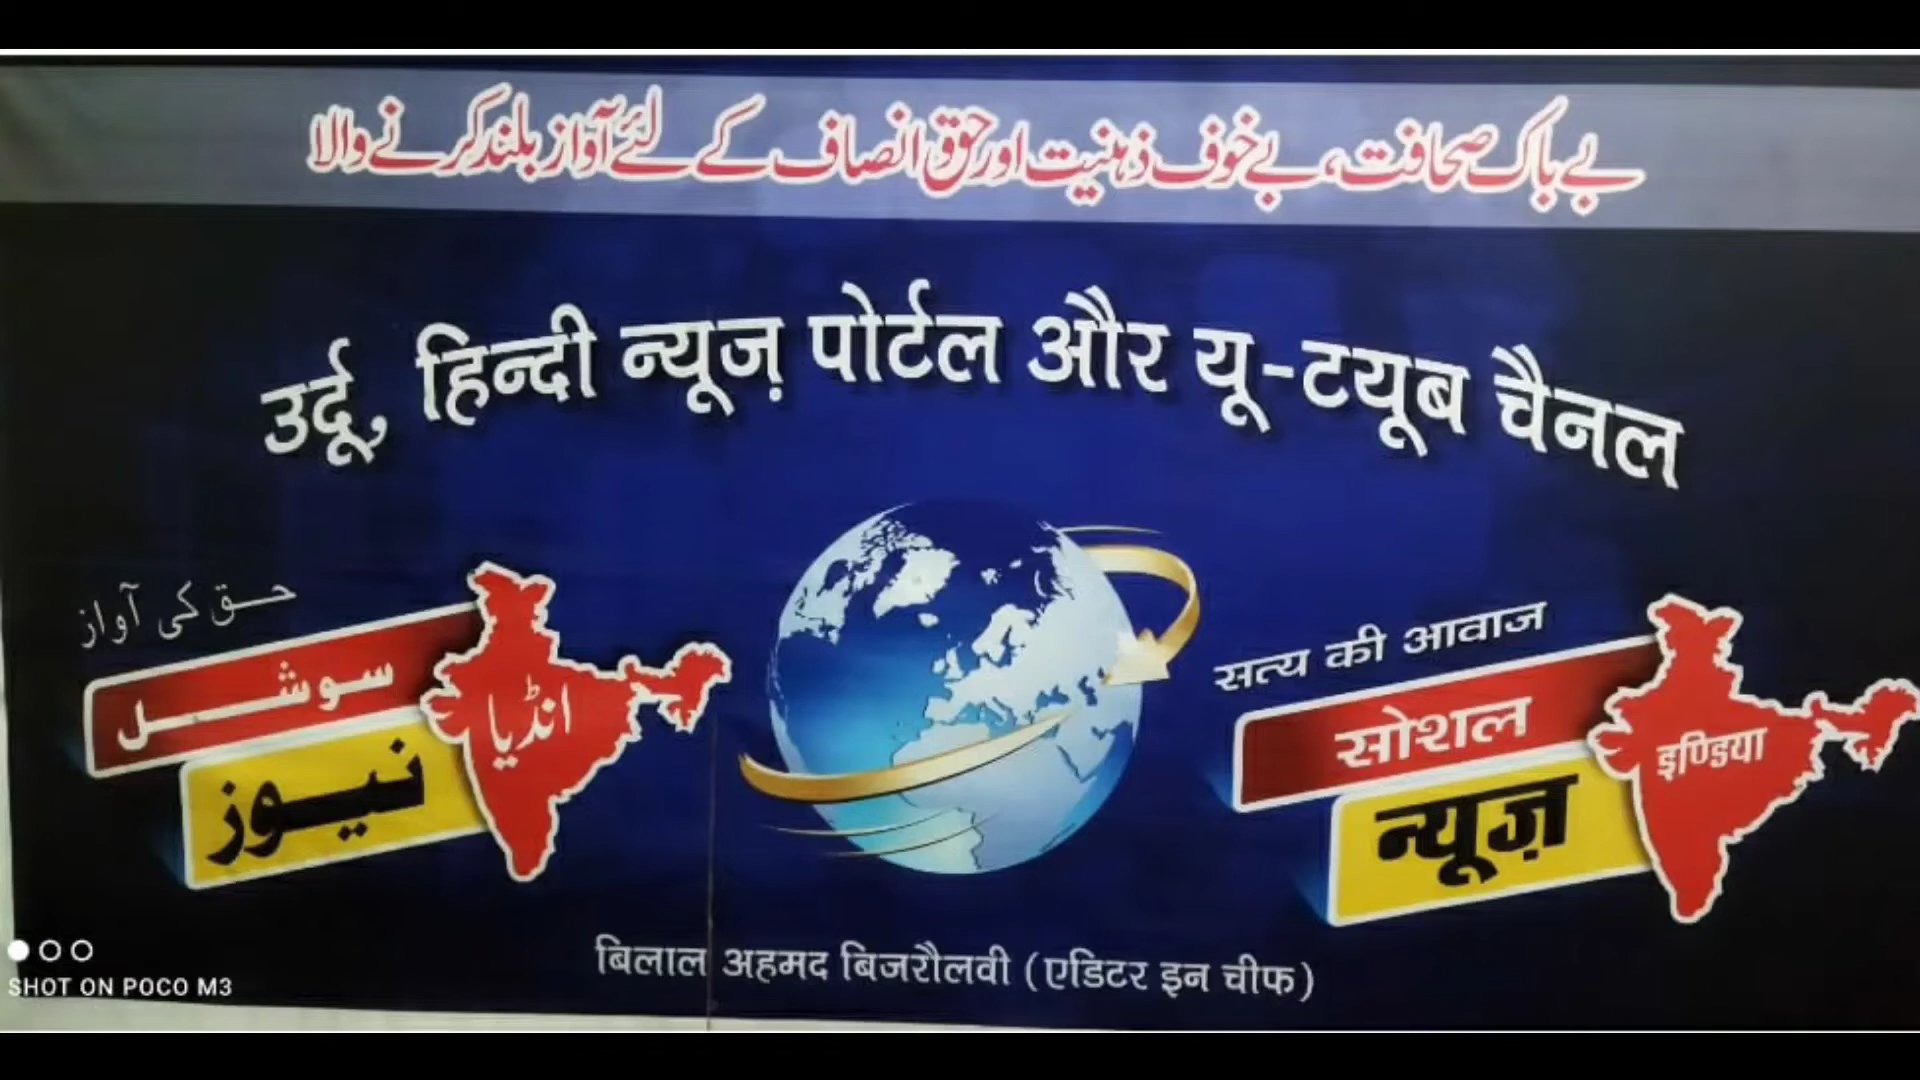 بے باک صحافت، بے خوف ذہنیت اور حق و انصاف کے لئے آواز بلند کرنے والا
उर्दू, हिन्दी न्यूज़ पोर्टल और यू-टयूब चैनल
حق کی آواز
سوشل
انڈیا
نیوز
सत्य की आवाज
सोशल
इण्डिया
न्यूज़
बिलाल अहमद बिजरौलवी (एडिटर इन चीफ)
SHOT ON POCO M3